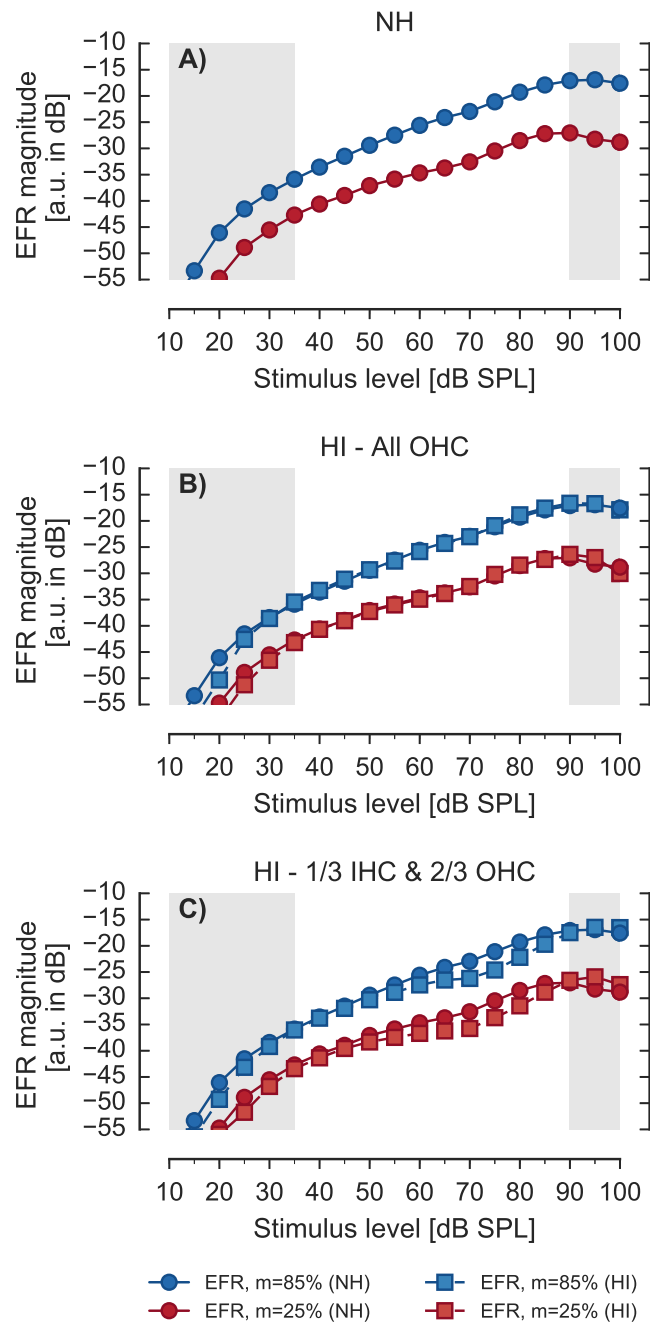 NH
A)
−10
−15
−20
−25
−30
−35
−40
−45
−50
−55
EFR magnitude
[a.u. in dB]
10 20 30 40 50 60 70 80 90 100
Stimulus level [dB SPL]
HI - All OHC
B)
−10
−15
−20
−25
−30
−35
−40
−45
−50
−55
EFR magnitude
[a.u. in dB]
10 20 30 40 50 60 70 80 90 100
Stimulus level [dB SPL]
HI - 1/3 IHC & 2/3 OHC
C)
−10
−15
−20
−25
−30
−35
−40
−45
−50
−55
EFR magnitude
[a.u. in dB]
10 20 30 40 50 60 70 80 90 100
Stimulus level [dB SPL]
EFR, m=85% (NH) EFR, m=85% (HI)
EFR, m=25% (NH) EFR, m=25% (HI)